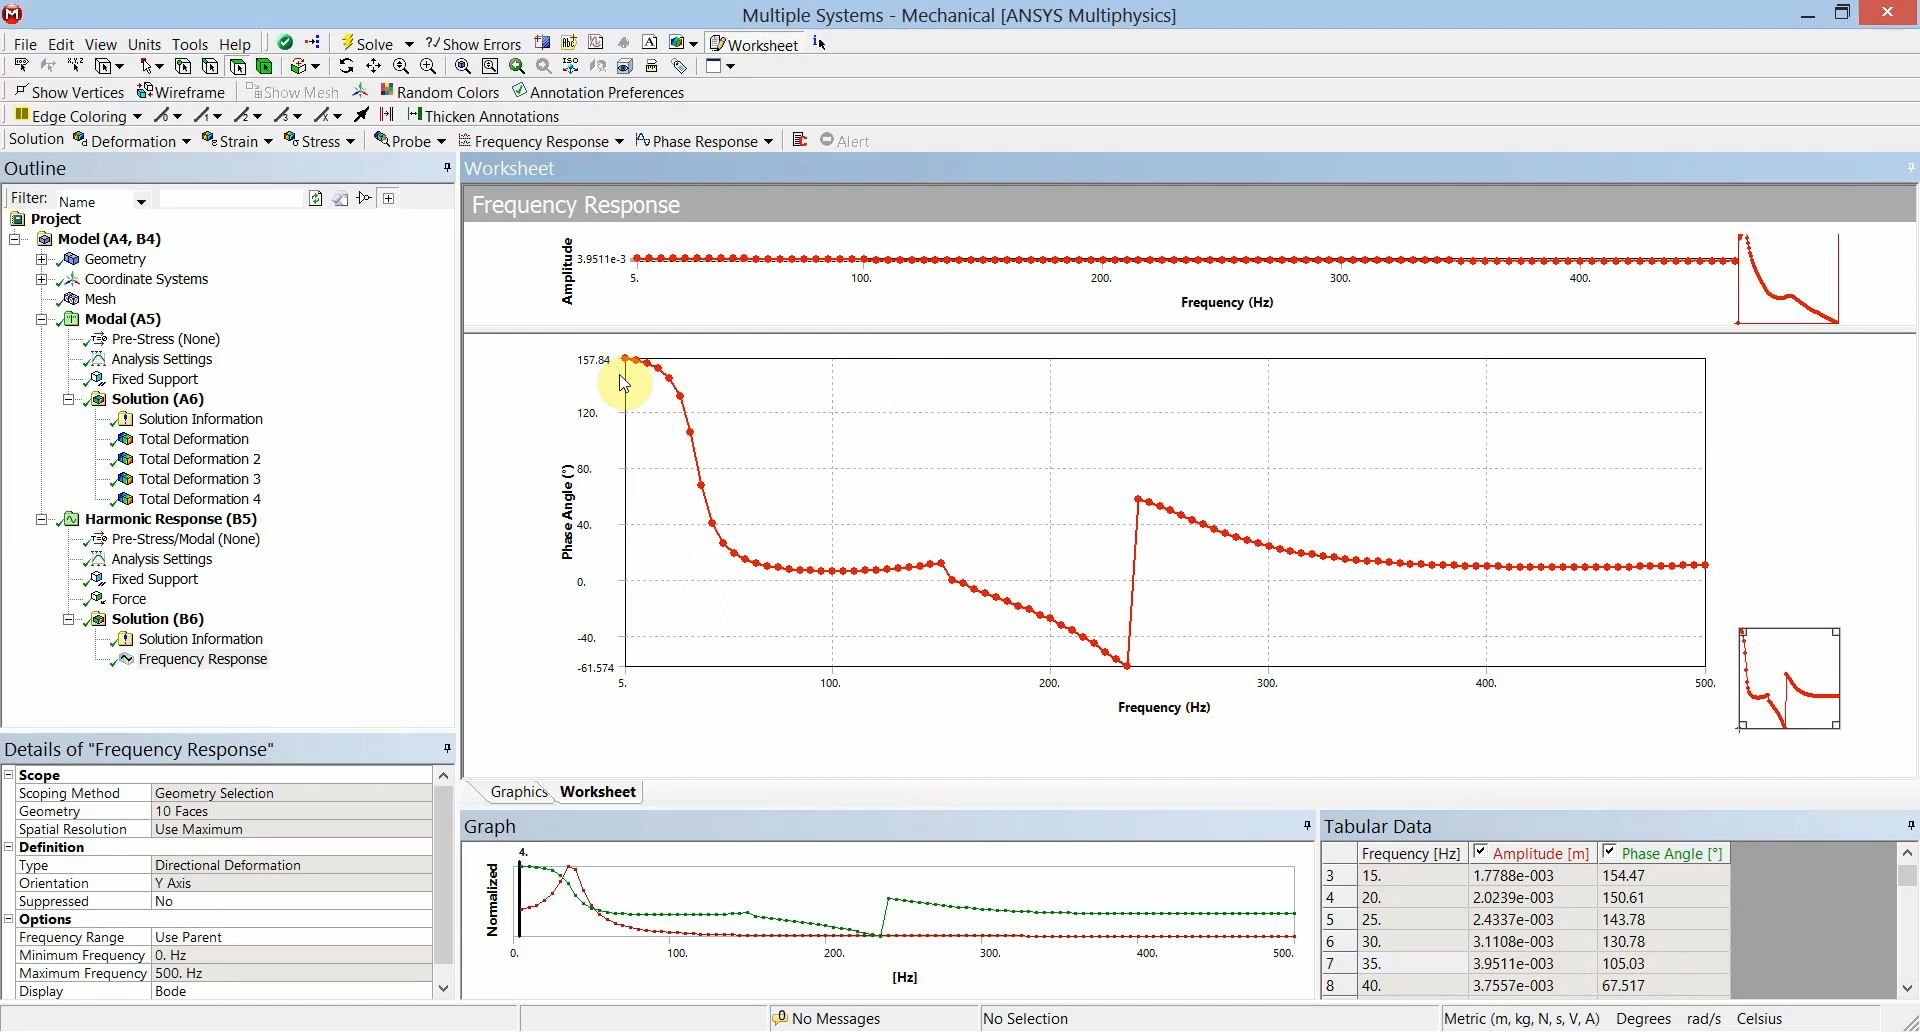 Multiple Systems - Mechanical [ANSYS Multiphysics]
File Edit View Units Tools Help Solve ?/Show Errors Worksheet
Show Vertices Wireframe Show Mesh Random Colors Annotation Preferences
Edge Coloring Thicken Annotations
Solution Deformation Strain Stress Probe Frequency Response Phase Response Alert
Outline
Filter: Name
Project
Model (A4, B4)
Geometry
Coordinate Systems
Mesh
Modal (A5)
Pre-Stress (None)
Analysis Settings
Fixed Support
Solution (A6)
Solution Information
Total Deformation
Total Deformation 2
Total Deformation 3
Total Deformation 4
Harmonic Response (B5)
Pre-Stress/Modal (None)
Analysis Settings
Fixed Support
Force
Solution (B6)
Solution Information
Frequency Response
Details of "Frequency Response"
Scope
Scoping Method Geometry Selection
Geometry 10 Faces
Spatial Resolution Use Maximum
Definition
Type Directional Deformation
Orientation Y Axis
Suppressed No
Options
Frequency Range Use Parent
Minimum Frequency 0. Hz
Maximum Frequency 500. Hz
Display Bode
Worksheet
Frequency Response
Amplitude
3.9511e-3
5. 100. 200. 300. 400.
Frequency (Hz)
Phase Angle (°)
157.84
120.
80.
40.
0.
-40.
-61.574
5. 100. 200. 300. 400. 500.
Frequency (Hz)
Graphics Worksheet
Graph
4.
Normalized
0. 100. 200. 300. 400. 500.
[Hz]
Tabular Data
Frequency [Hz] Amplitude [m] Phase Angle [°]
3 15. 1.7788e-003 154.47
4 20. 2.0239e-003 150.61
5 25. 2.4337e-003 143.78
6 30. 3.1108e-003 130.78
7 35. 3.9511e-003 105.03
8 40. 3.7557e-003 67.517
No Messages No Selection Metric (m, kg, N, s, V, A) Degrees rad/s Celsius